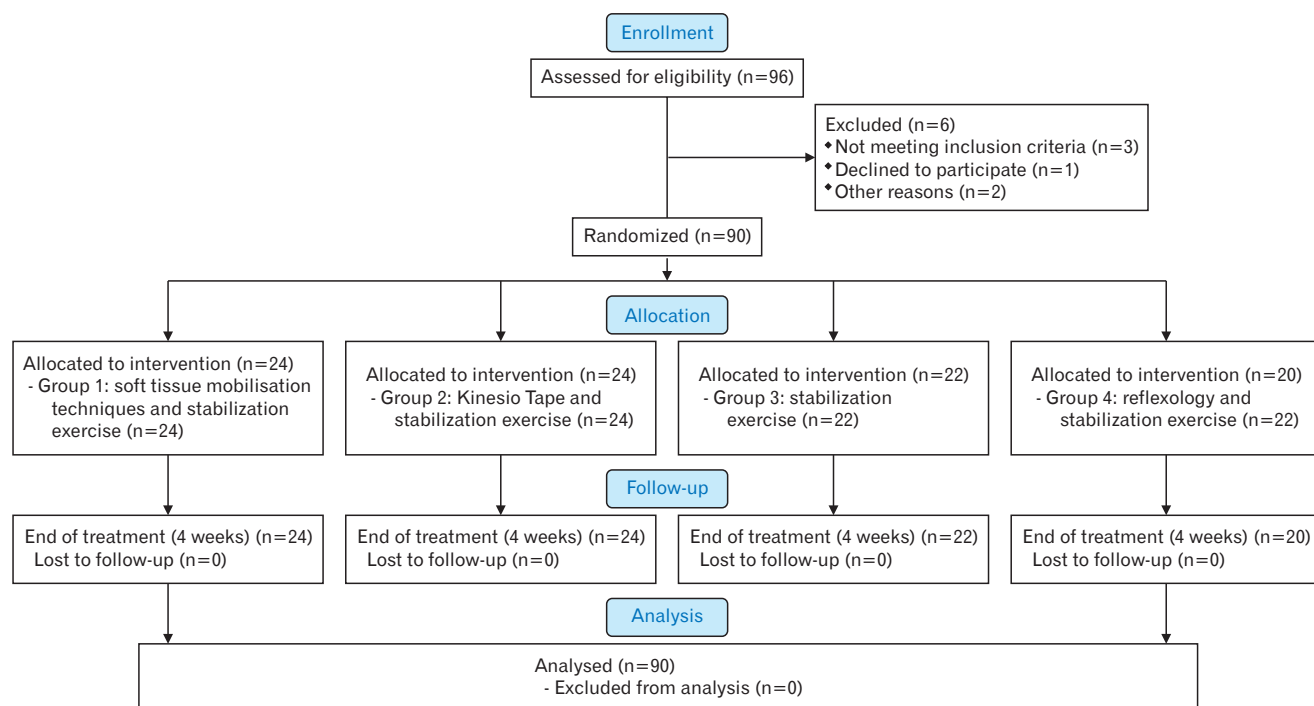 Enrollment
Assessed for eligibility (n=96)
Excluded (n=6)
◆Not meeting inclusion criteria (n=3)
◆Declined to participate (n=1)
◆Other reasons (n=2)
Randomized (n=90)
Allocation
Allocated to intervention (n=24)
- Group 1: soft tissue mobilisation
techniques and stabilization
exercise (n=24)
Allocated to intervention (n=24)
- Group 2: Kinesio Tape and
stabilization exercise (n=24)
Allocated to intervention (n=22)
- Group 3: stabilization
exercise (n=22)
Allocated to intervention (n=20)
- Group 4: reflexology and
stabilization exercise (n=22)
Follow-up
End of treatment (4 weeks) (n=24)
Lost to follow-up (n=0)
End of treatment (4 weeks) (n=24)
Lost to follow-up (n=0)
End of treatment (4 weeks) (n=22)
Lost to follow-up (n=0)
End of treatment (4 weeks) (n=20)
Lost to follow-up (n=0)
Analysis
Analysed (n=90)
- Excluded from analysis (n=0)